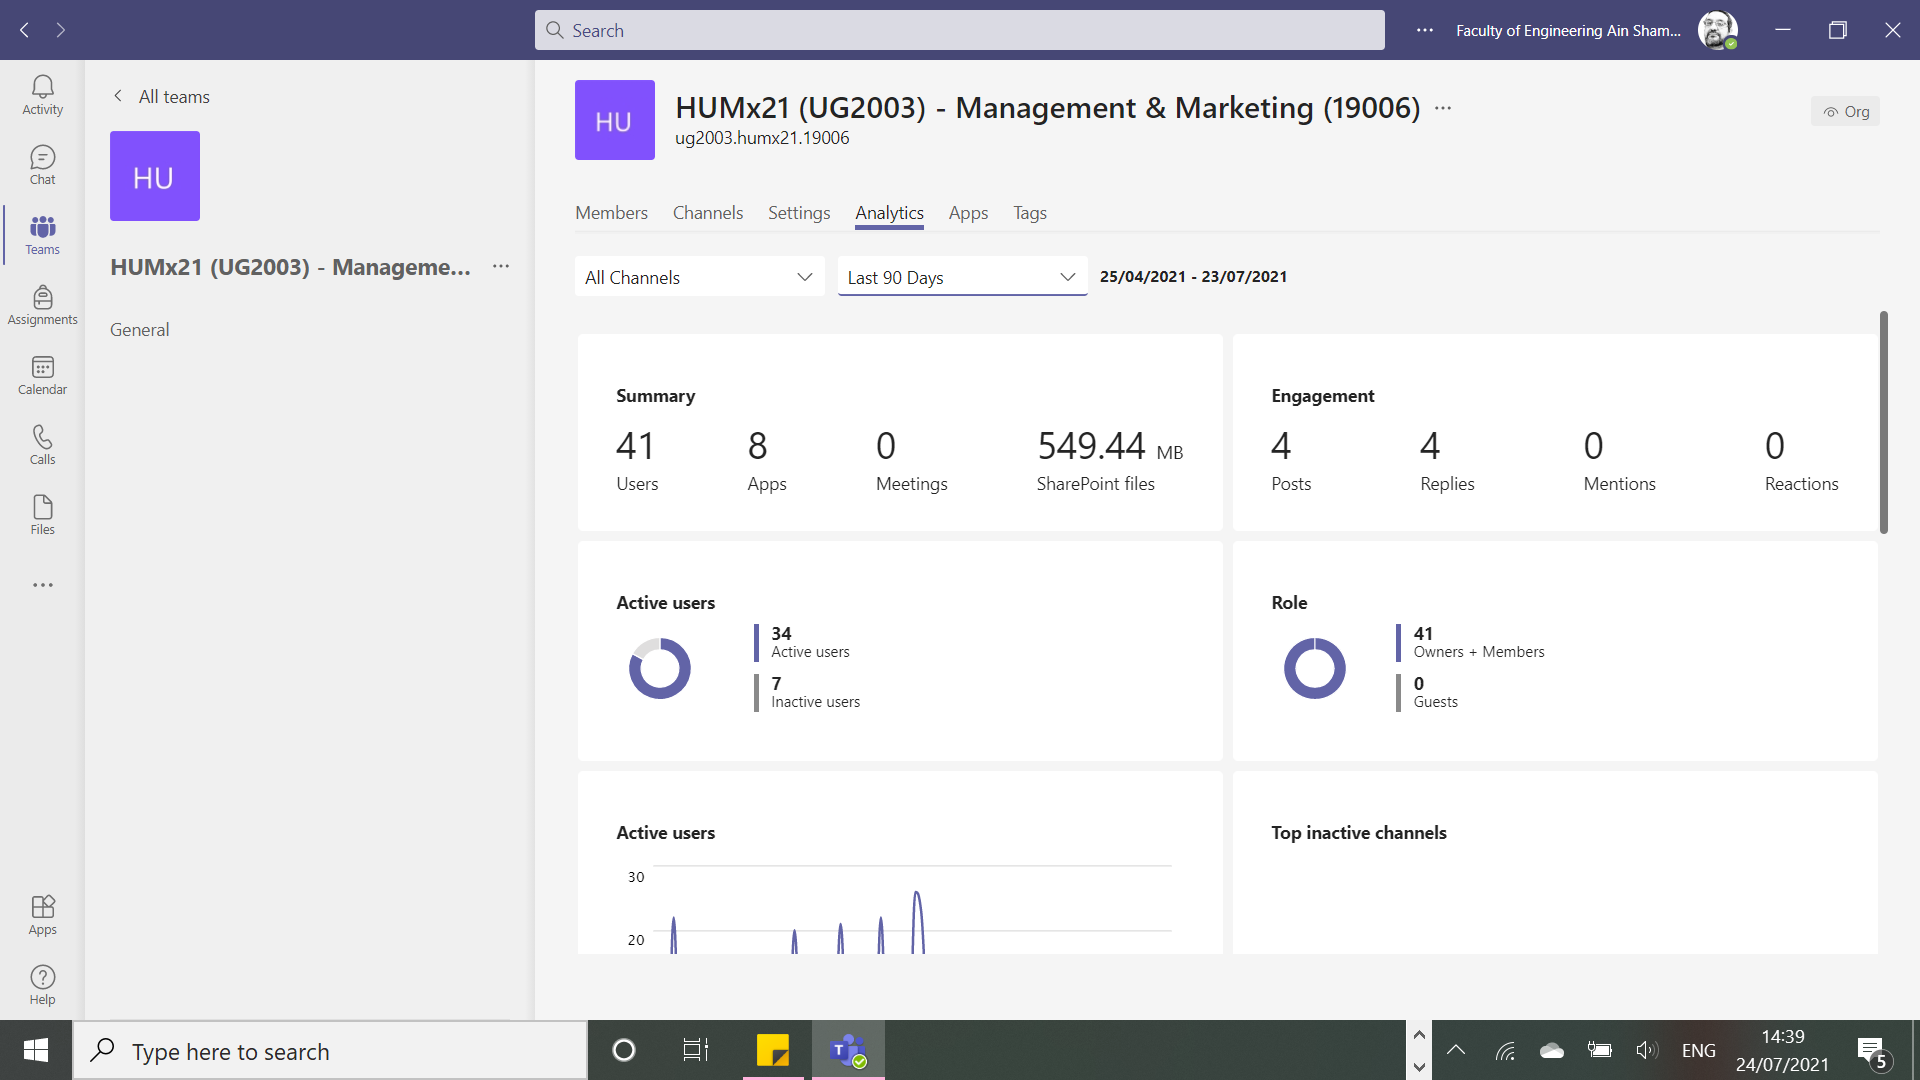 Search
Faculty of Engineering Ain Sham...
Activity
Chat
Teams
Assignments
Calendar
Calls
Files
Apps
Help
All teams
HU
HUMx21 (UG2003) - Manageme...
General
HU
HUMx21 (UG2003) - Management & Marketing (19006)
ug2003.humx21.19006
Org
Members Channels Settings Analytics Apps Tags
All Channels
Last 90 Days
25/04/2021 - 23/07/2021
Summary
41 8 0 549.44 MB
Users Apps Meetings SharePoint files
Engagement
4 4 0 0
Posts Replies Mentions Reactions
Active users
34
Active users
7
Inactive users
Role
41
Owners + Members
0
Guests
Active users
30
20
Top inactive channels
Type here to search
T
ENG
14:39
24/07/2021
5